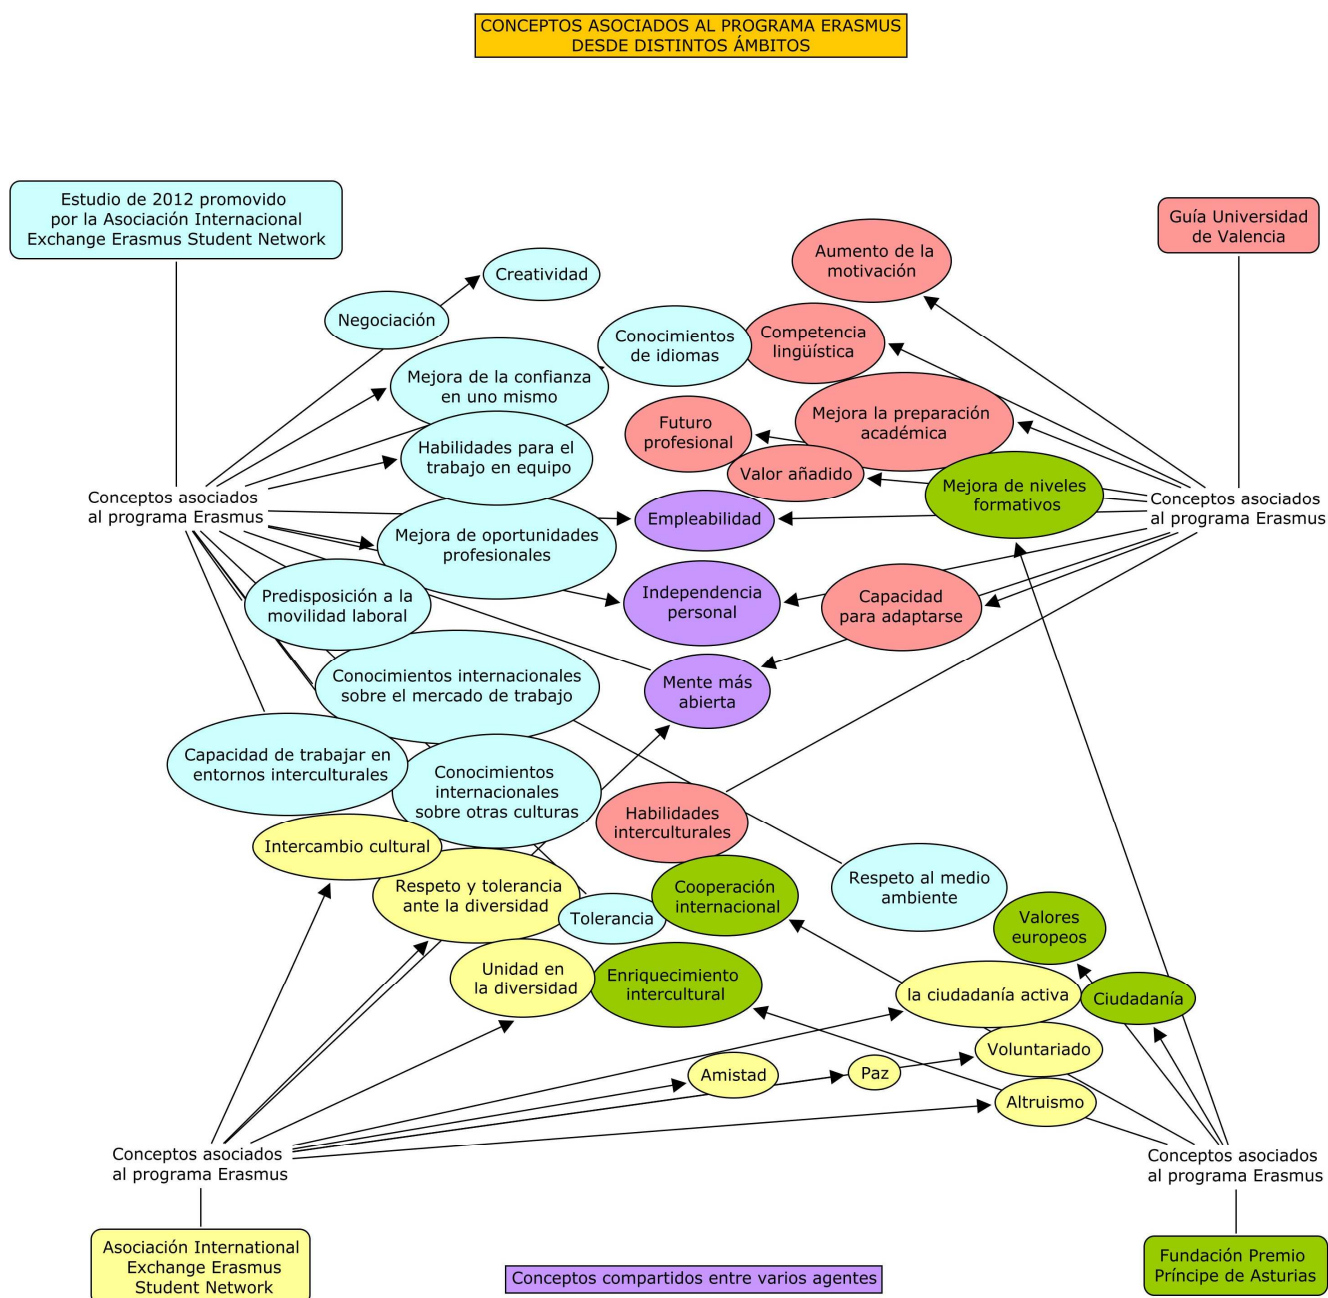 CONCEPTOS ASOCIADOS AL PROGRAMA ERASMUS
DESDE DISTINTOS ÁMBITOS
Estudio de 2012 promovido
por la Asociación Internacional
Exchange Erasmus Student Network
Guía Universidad
de Valencia
Aumento de la
motivación
Creatividad
Negociación
Conocimientos
de idiomas
Competencia
lingüística
Mejora de la confianza
en uno mismo
Mejora la preparación
académica
Futuro
profesional
Habilidades para el
trabajo en equipo
Valor añadido
Mejora de niveles
formativos
Conceptos asociados
al programa Erasmus
Conceptos asociados
al programa Erasmus
Empleabilidad
Mejora de oportunidades
profesionales
Predisposición a la
movilidad laboral
Independencia
personal
Capacidad
para adaptarse
Conocimientos internacionales
sobre el mercado de trabajo
Mente más
abierta
Capacidad de trabajar en
entornos interculturales
Conocimientos
internacionales
sobre otras culturas
Habilidades
interculturales
Intercambio cultural
Respeto y tolerancia
ante la diversidad
Cooperación
internacional
Respeto al medio
ambiente
Tolerancia
Valores
europeos
Unidad en
la diversidad
Enriquecimiento
intercultural
la ciudadanía activa
Ciudadanía
Voluntariado
Amistad
Paz
Altruismo
Conceptos asociados
al programa Erasmus
Conceptos asociados
al programa Erasmus
Asociación International
Exchange Erasmus
Student Network
Conceptos compartidos entre varios agentes
Fundación Premio
Príncipe de Asturias